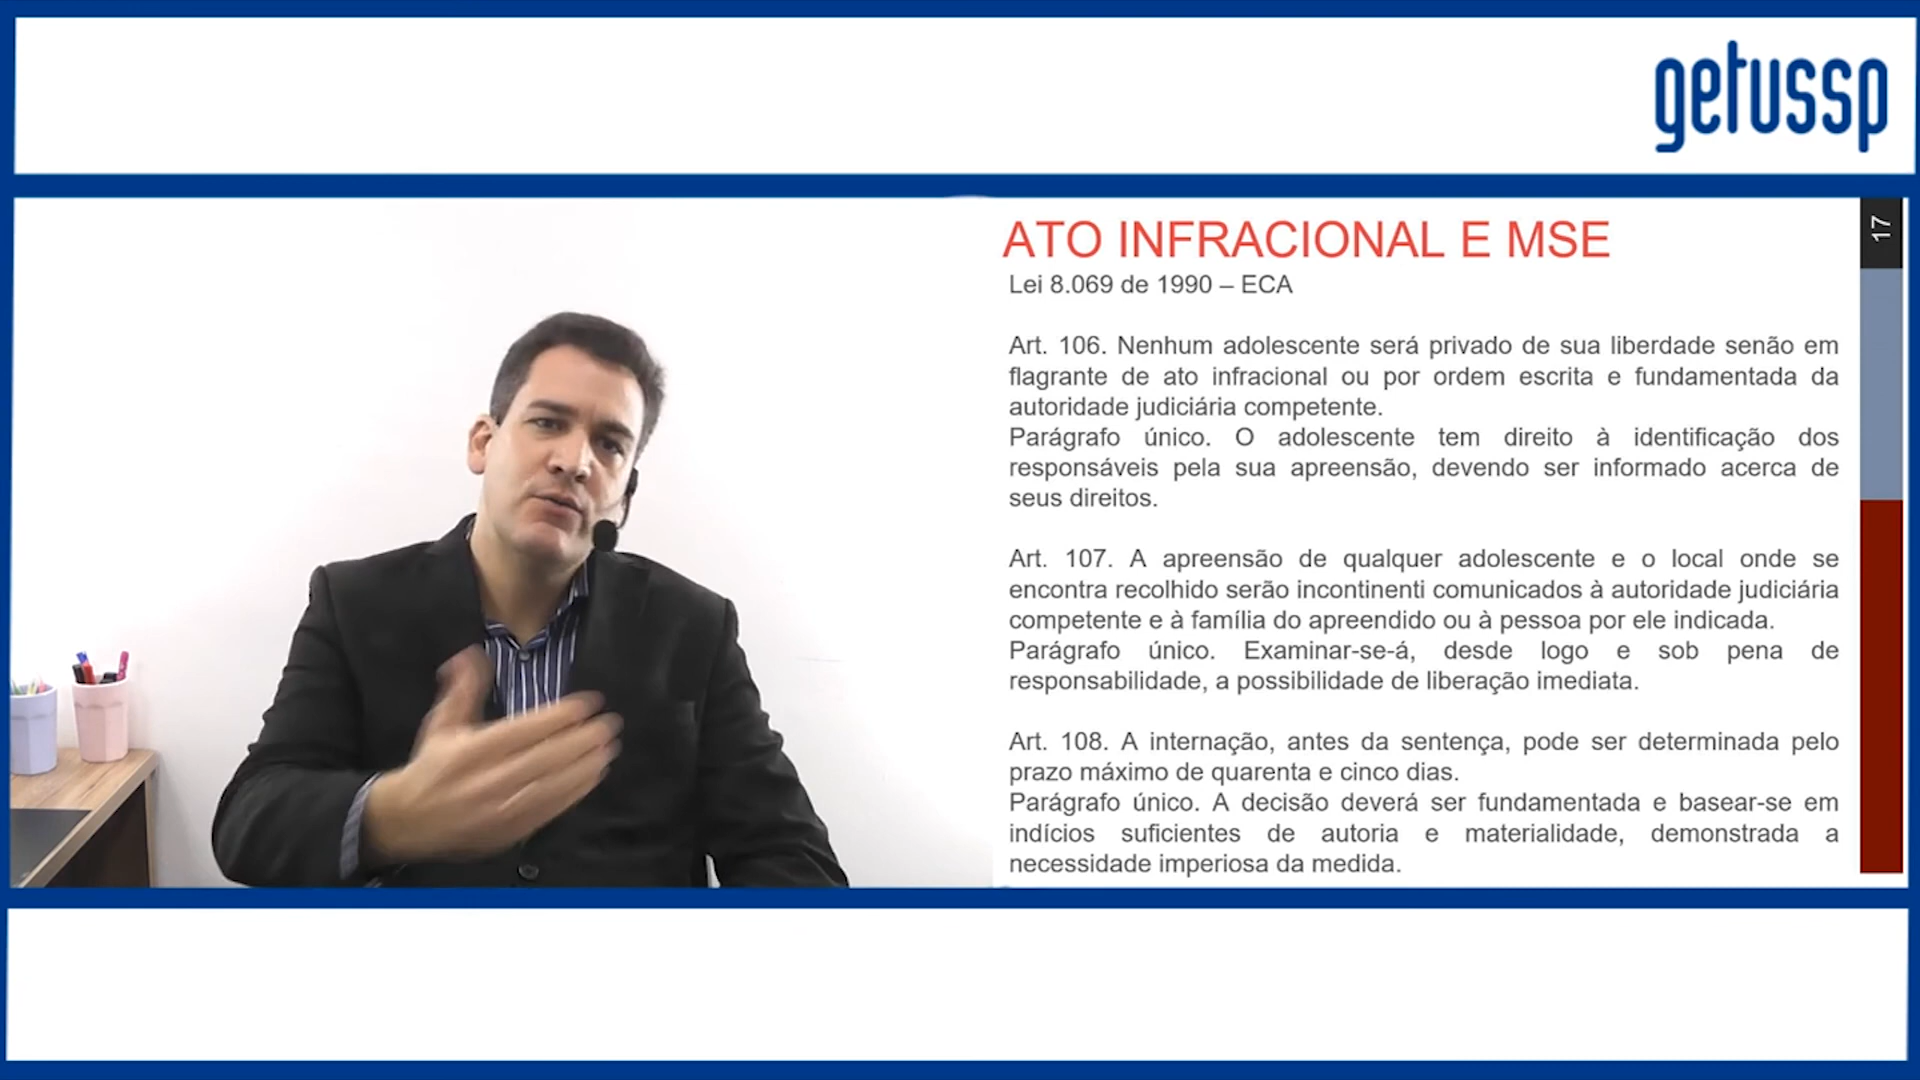 getussp
ATO INFRACIONAL E MSE
17
Lei 8.069 de 1990 – ECA
Art. 106. Nenhum adolescente será privado de sua liberdade senão em
flagrante de ato infracional ou por ordem escrita e fundamentada da
autoridade judiciária competente.
Parágrafo único. O adolescente tem direito à identificação dos
responsáveis pela sua apreensão, devendo ser informado acerca de
seus direitos.
Art. 107. A apreensão de qualquer adolescente e o local onde se
encontra recolhido serão incontinenti comunicados à autoridade judiciária
competente e à família do apreendido ou à pessoa por ele indicada.
Parágrafo único. Examinar-se-á, desde logo e sob pena de
responsabilidade, a possibilidade de liberação imediata.
Art. 108. A internação, antes da sentença, pode ser determinada pelo
prazo máximo de quarenta e cinco dias.
Parágrafo único. A decisão deverá ser fundamentada e basear-se em
indícios suficientes de autoria e materialidade, demonstrada a
necessidade imperiosa da medida.